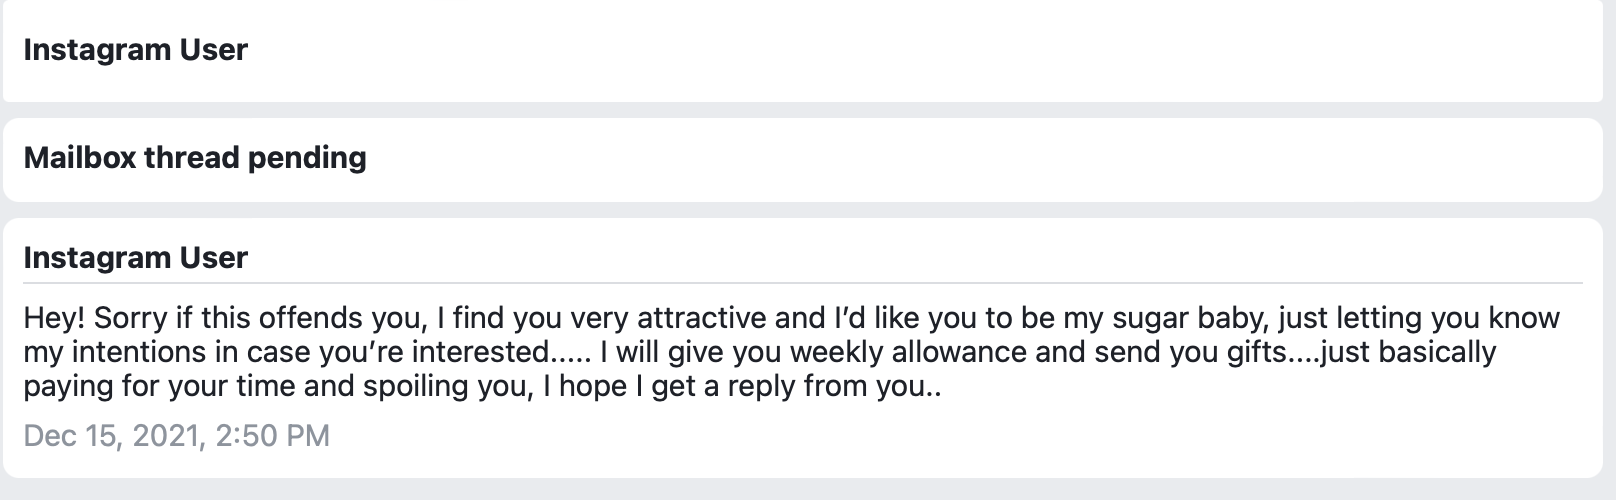 Instagram User
Mailbox thread pending
Instagram User
Hey! Sorry if this offends you, I find you very attractive and I’d like you to be my sugar baby, just letting you know
my intentions in case you’re interested..... I will give you weekly allowance and send you gifts....just basically
paying for your time and spoiling you, I hope I get a reply from you..
Dec 15, 2021, 2:50 PM